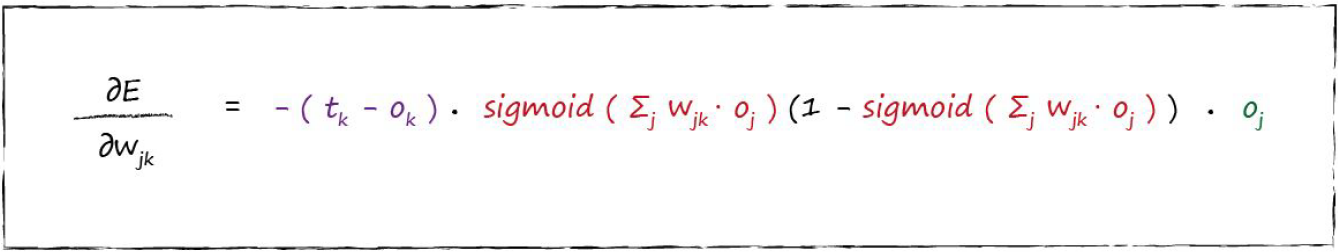 ∂E/∂w_jk = -( t_k - o_k ) · sigmoid ( Σ_j w_jk · o_j ) (1 - sigmoid ( Σ_j w_jk · o_j ) ) · o_j